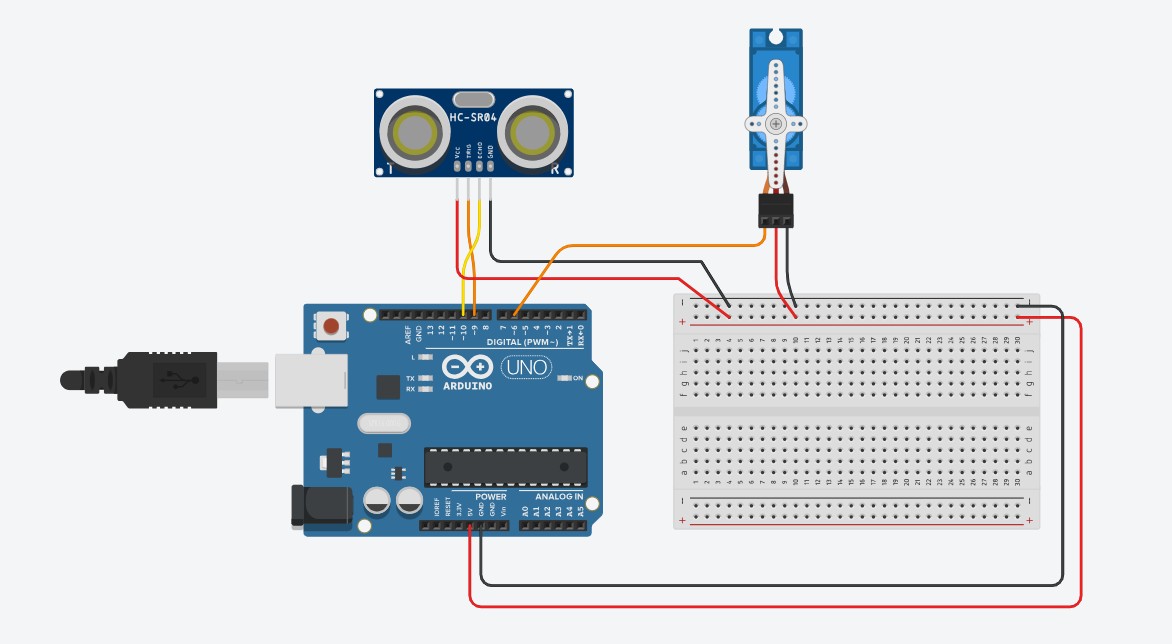 HC-SR04
VCC
TRIG
ECHO
GND
T
R
AREF
GND
13
12
~11
~10
~9
8
7
~6
~5
4
~3
2
TX→1
RX←0
DIGITAL (PWM~)
L
TX
RX
ARDUINO
UNO
ON
POWER
ANALOG IN
IOREF
RESET
3.3V
5V
GND
GND
Vin
A0
A1
A2
A3
A4
A5
1 2 3 4 5 6 7 8 9 10 11 12 13 14 15 16 17 18 19 20 21 22 23 24 25 26 27 28 29 30
j j
i i
h h
g g
f f
e e
d d
c c
b b
a a
1 2 3 4 5 6 7 8 9 10 11 12 13 14 15 16 17 18 19 20 21 22 23 24 25 26 27 28 29 30